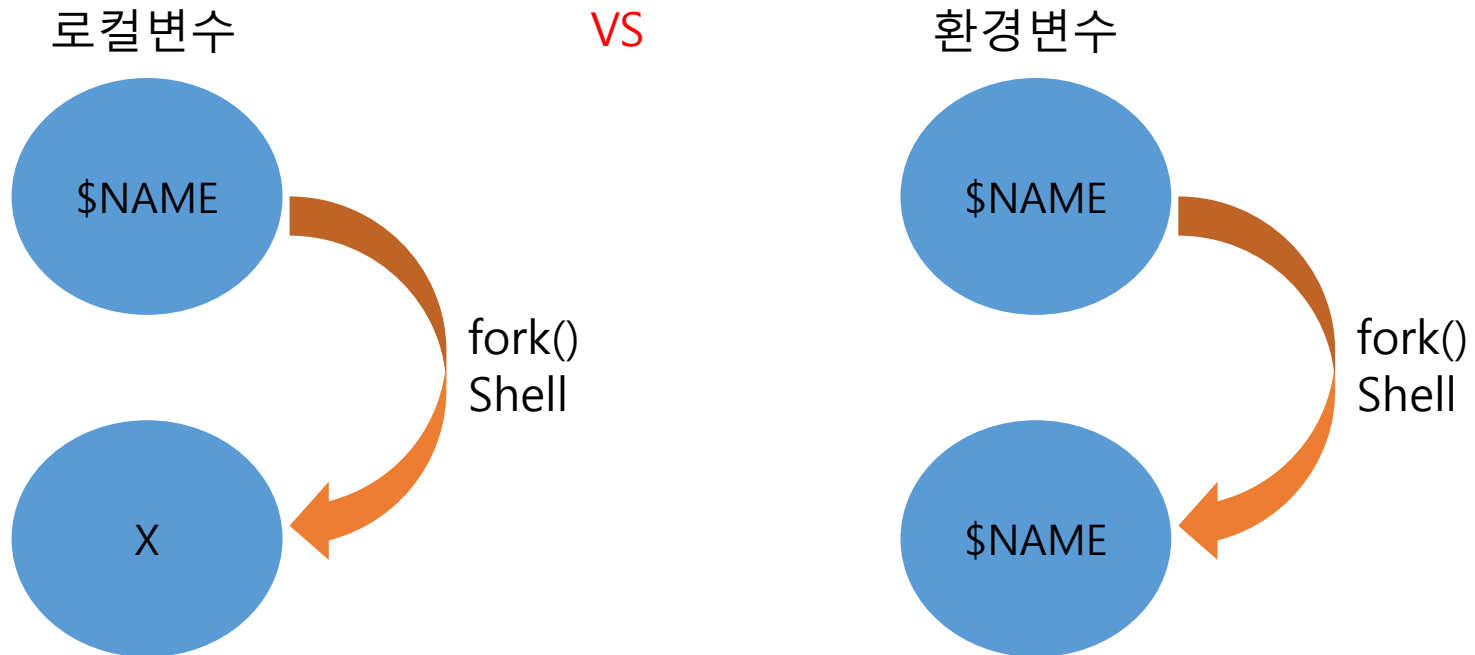 로컬변수
VS
환경변수
$NAME
fork()
Shell
X
$NAME
fork()
Shell
$NAME